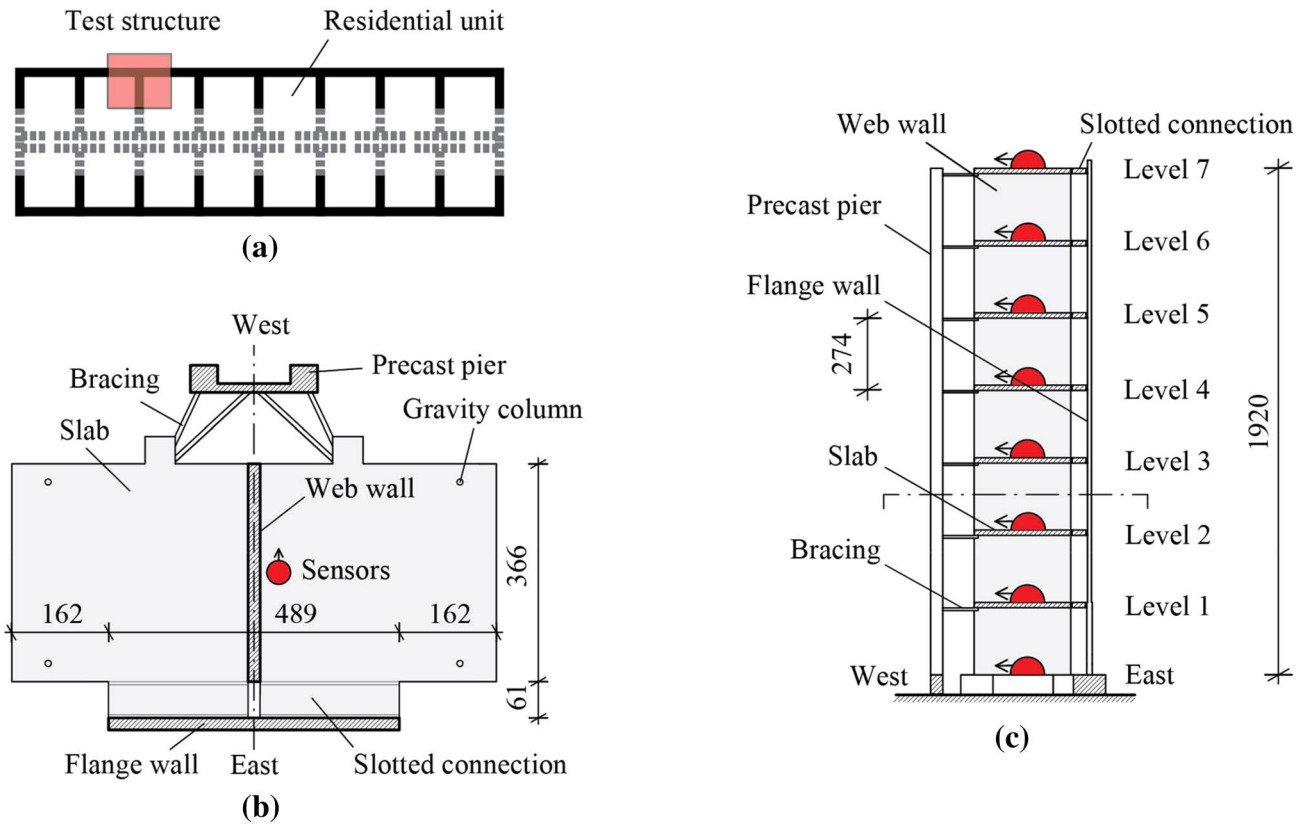 Test structure
Residential unit
(a)
West
Bracing
Precast pier
Slab
Gravity column
Web wall
Sensors
366
162
489
162
61
Flange wall
East
Slotted connection
(b)
Web wall
Slotted connection
Level 7
Precast pier
Level 6
Flange wall
Level 5
274
Level 4
1920
Slab
Level 3
Level 2
Bracing
Level 1
West
East
(c)